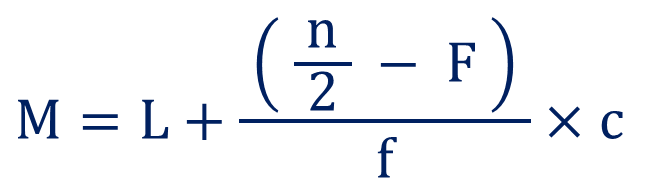 M = L + ( n/2 − F ) / f × c